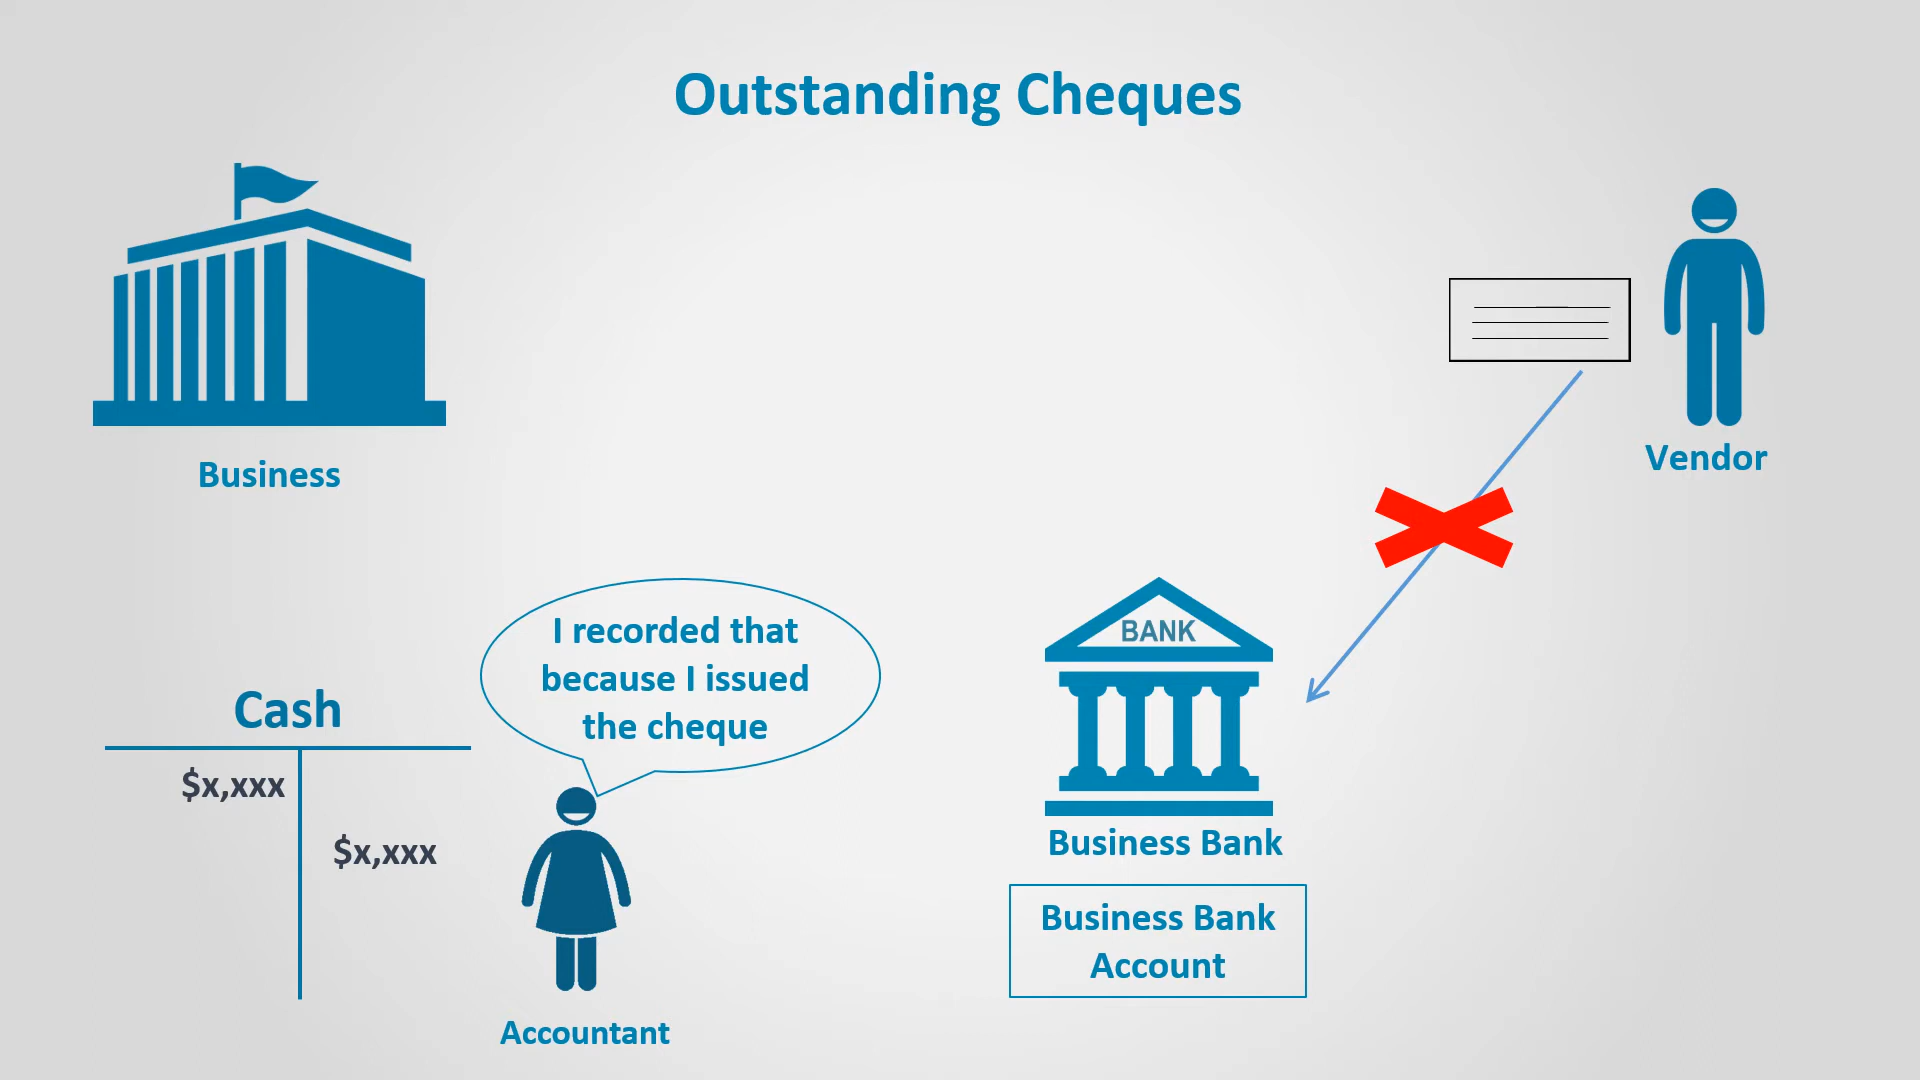 Outstanding Cheques
Business
Vendor
I recorded that
because I issued
the cheque
BANK
Cash
$x,xxx
$x,xxx
Business Bank
Business Bank
Account
Accountant